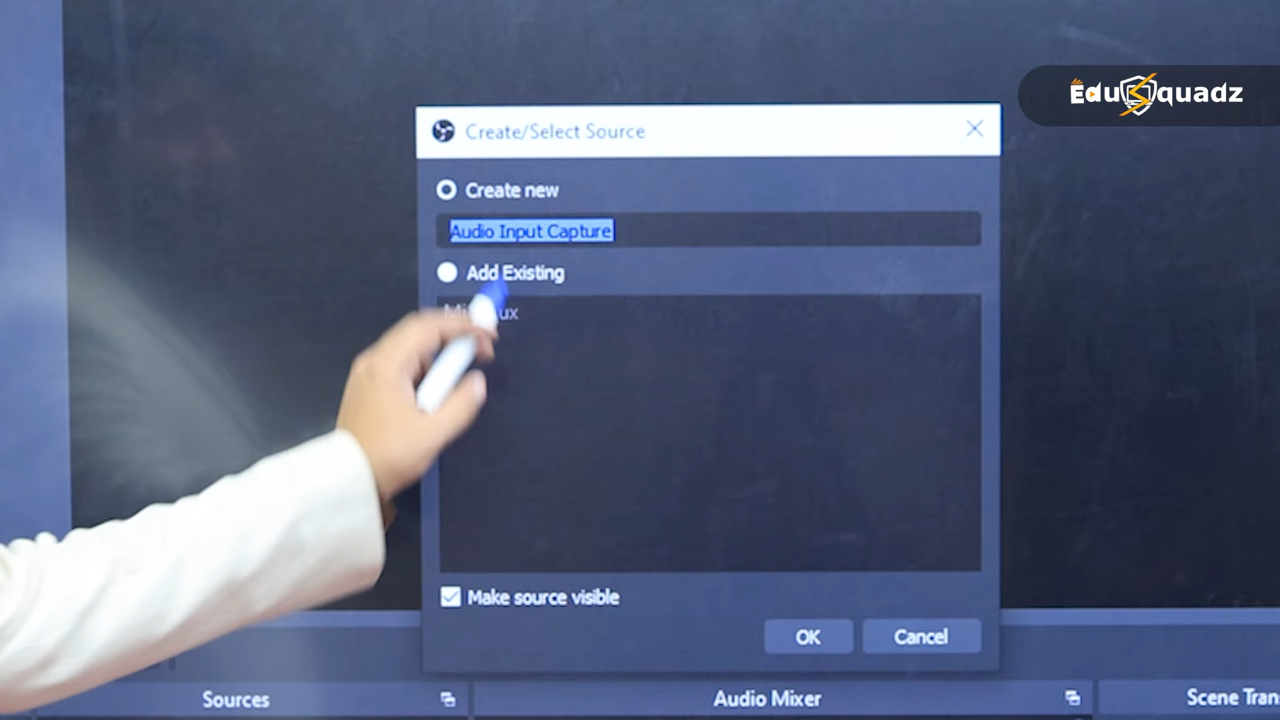 EduSquadz
Create/Select Source
Create new
Audio Input Capture
Add Existing
Make source visible
OK
Cancel
Sources
Audio Mixer
Scene Tran